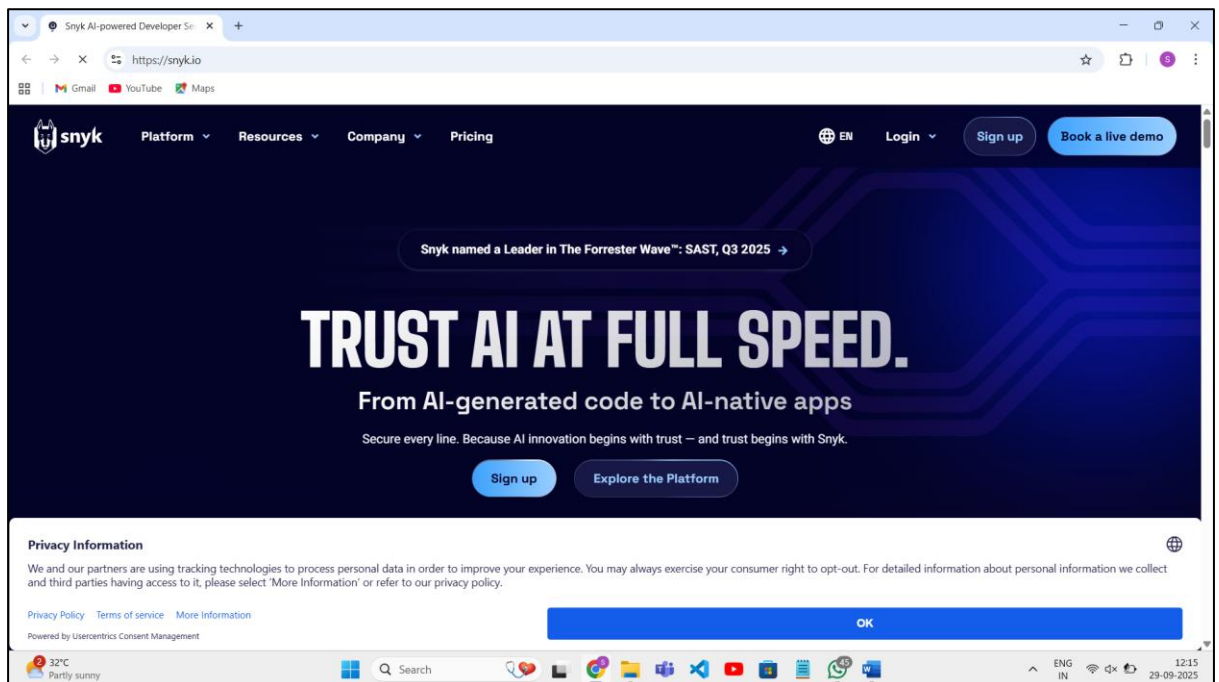 Snyk AI-powered Developer Se
https://snyk.io
Gmail YouTube Maps
snyk Platform Resources Company Pricing EN Login Sign up Book a live demo
Snyk named a Leader in The Forrester Wave™: SAST, Q3 2025 →
TRUST AI AT FULL SPEED.
From AI-generated code to AI-native apps
Secure every line. Because AI innovation begins with trust — and trust begins with Snyk.
Sign up Explore the Platform
Privacy Information
We and our partners are using tracking technologies to process personal data in order to improve your experience. You may always exercise your consumer right to opt-out. For detailed information about personal information we collect
and third parties having access to it, please select 'More Information' or refer to our privacy policy.
Privacy Policy Terms of service More Information
OK
Powered by Usercentrics Consent Management
2 32°C
Partly sunny
Search
45
ENG
IN
12:15
29-09-2025